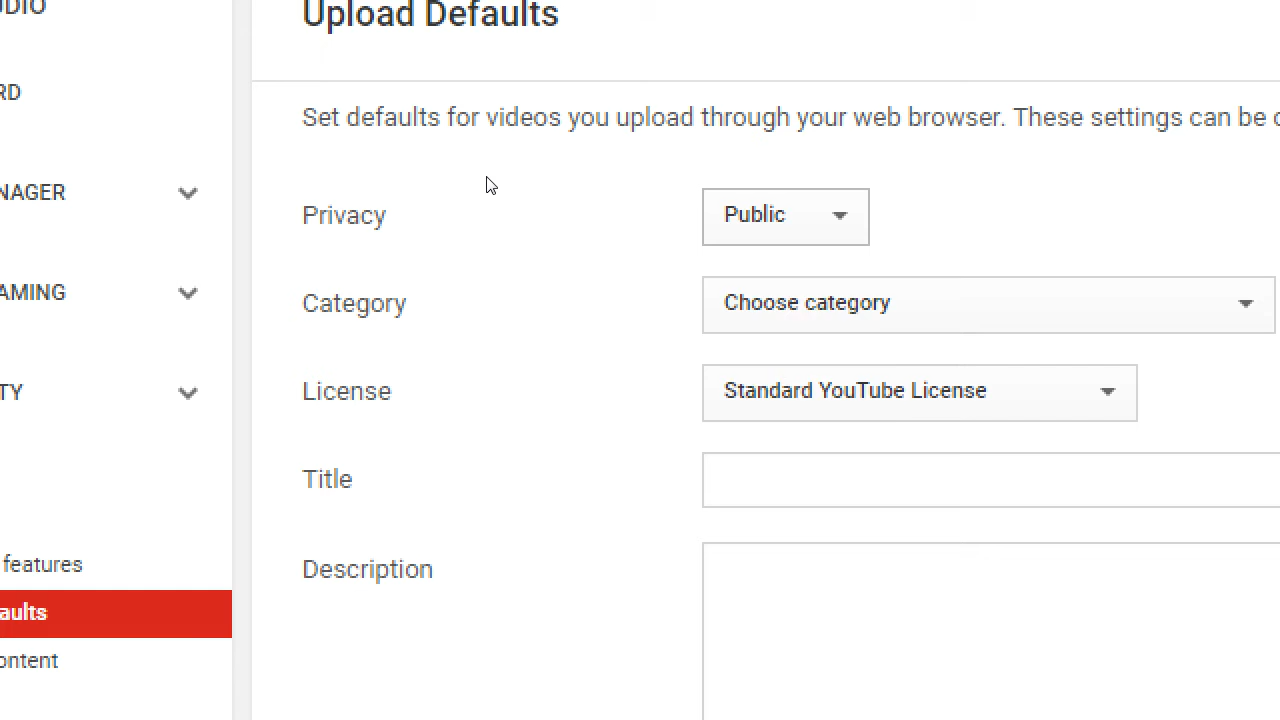 UDIO
Upload Defaults
RD
Set defaults for videos you upload through your web browser. These settings can be
NAGER
Privacy
Public
AMING
Category
Choose category
TY
License
Standard YouTube License
Title
features
Description
aults
ontent